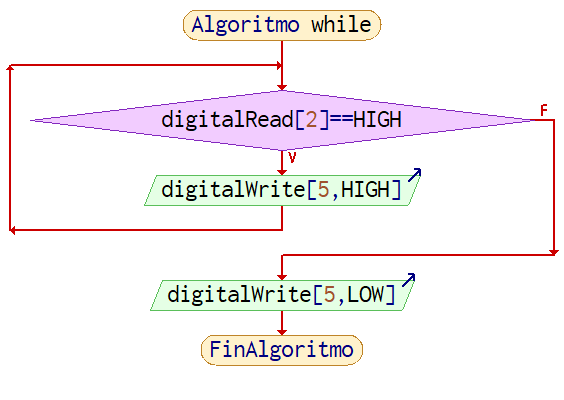 Algoritmo while
digitalRead[2]==HIGH
F
V
digitalWrite[5,HIGH]
digitalWrite[5,LOW]
FinAlgoritmo